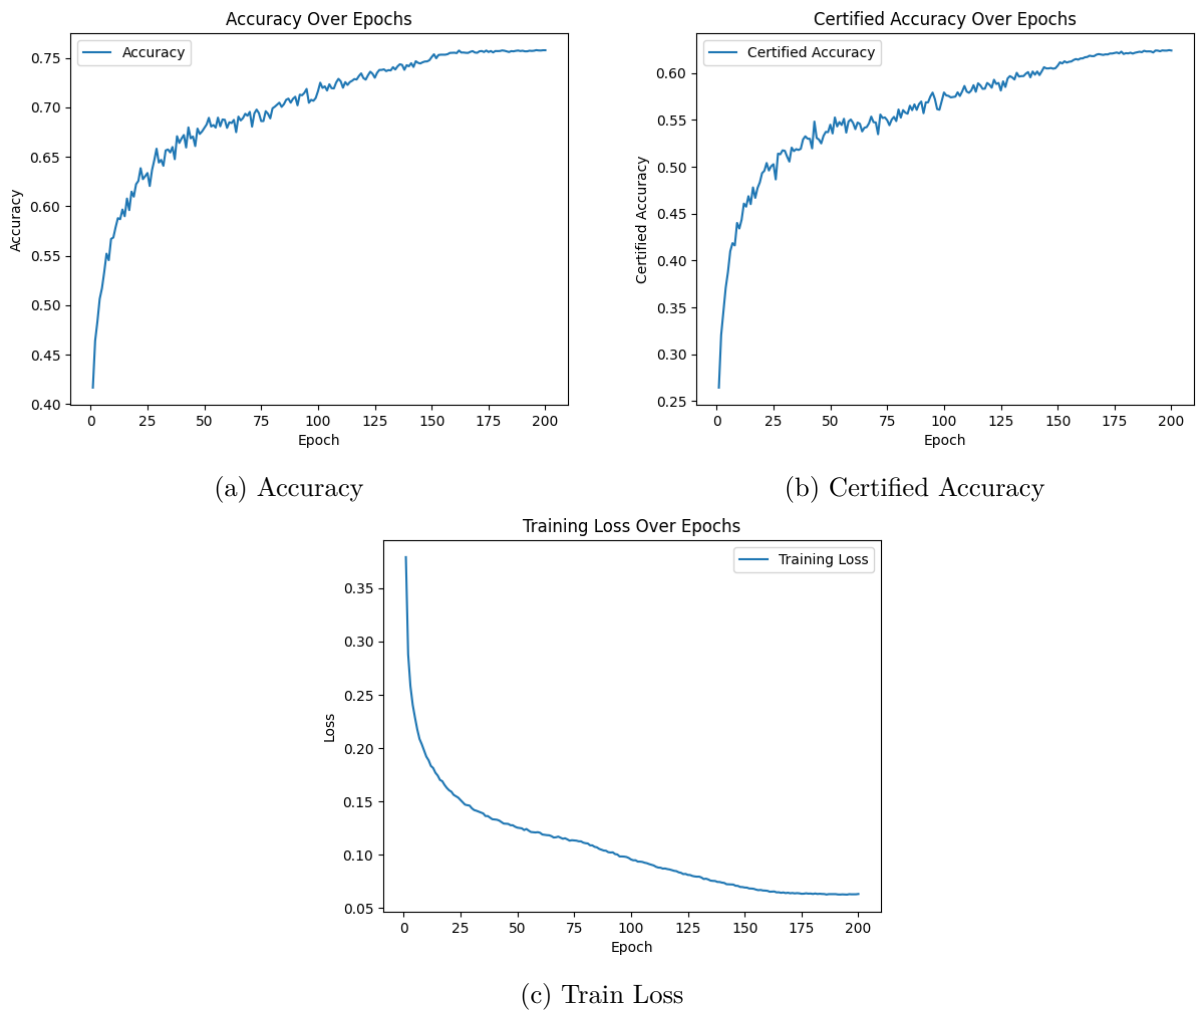 Accuracy Over Epochs
Accuracy
0.75
0.70
0.65
0.60
0.55
0.50
0.45
0.40
Accuracy
0 25 50 75 100 125 150 175 200
Epoch
(a) Accuracy
Certified Accuracy Over Epochs
Certified Accuracy
0.60
0.55
0.50
0.45
0.40
0.35
0.30
0.25
Certified Accuracy
0 25 50 75 100 125 150 175 200
Epoch
(b) Certified Accuracy
Training Loss Over Epochs
Training Loss
0.35
0.30
0.25
0.20
0.15
0.10
0.05
Loss
0 25 50 75 100 125 150 175 200
Epoch
(c) Train Loss